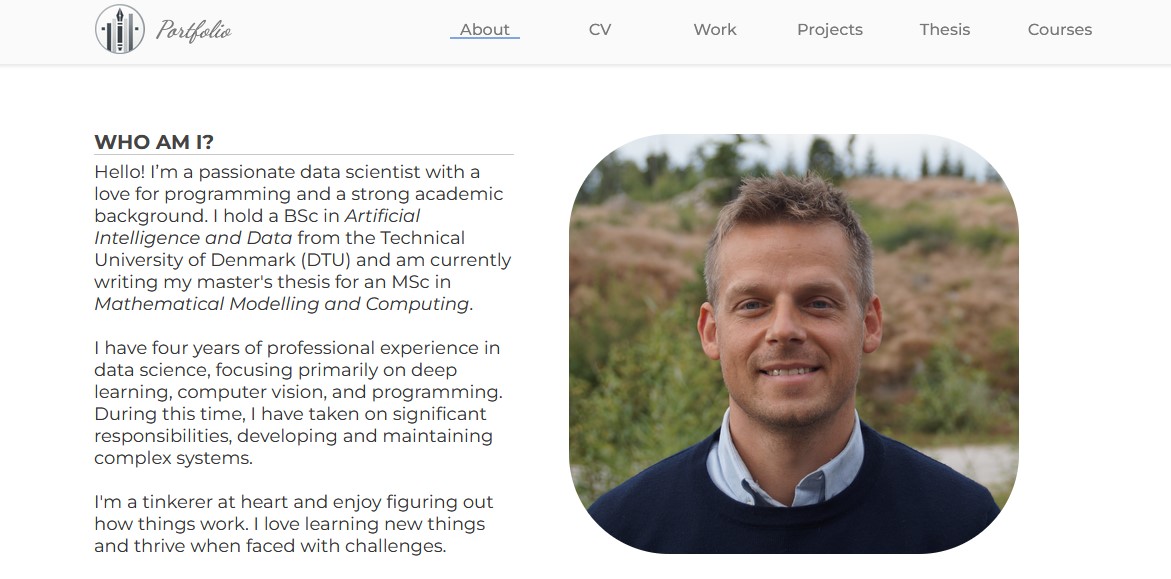 Portfolio
About
CV
Work
Projects
Thesis
Courses
WHO AM I?
Hello! I’m a passionate data scientist with a
love for programming and a strong academic
background. I hold a BSc in Artificial
Intelligence and Data from the Technical
University of Denmark (DTU) and am currently
writing my master's thesis for an MSc in
Mathematical Modelling and Computing.
I have four years of professional experience in
data science, focusing primarily on deep
learning, computer vision, and programming.
During this time, I have taken on significant
responsibilities, developing and maintaining
complex systems.
I'm a tinkerer at heart and enjoy figuring out
how things work. I love learning new things
and thrive when faced with challenges.